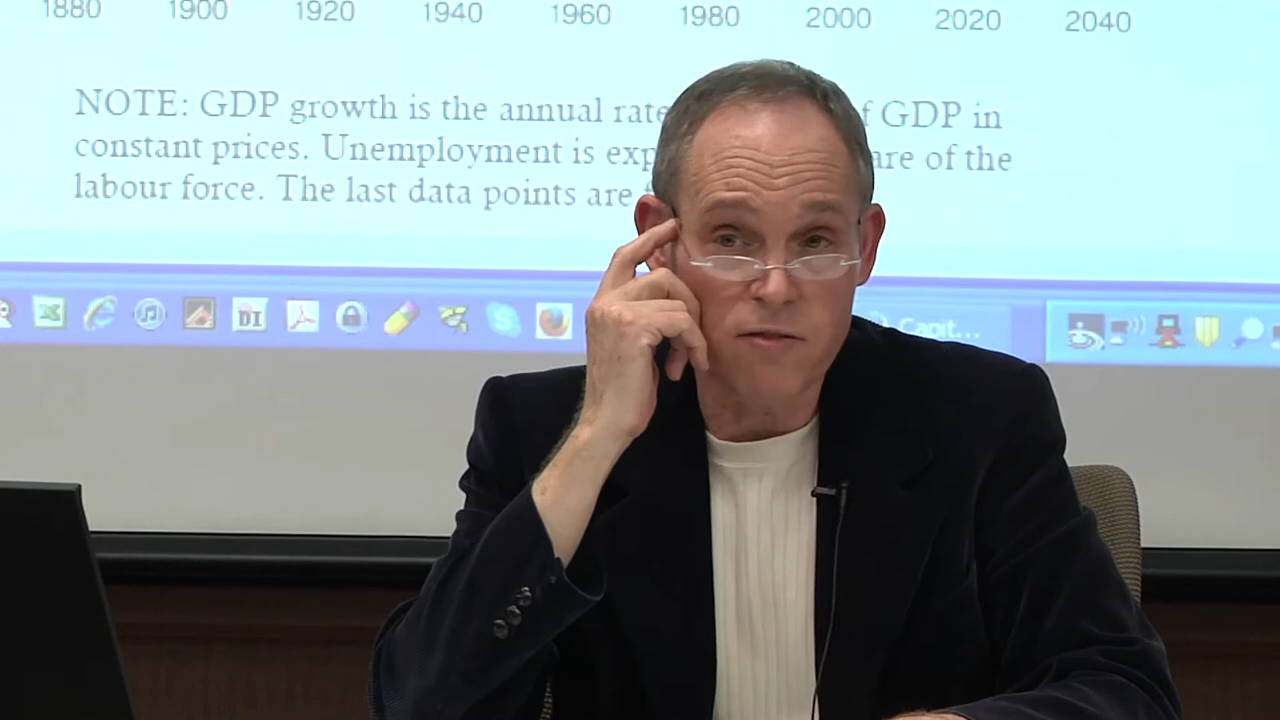 1880 1900 1920 1940 1960 1980 2000 2020 2040
NOTE: GDP growth is the annual rate f GDP in
constant prices. Unemployment is exp are of the
labour force. The last data points are
DI
Capit...